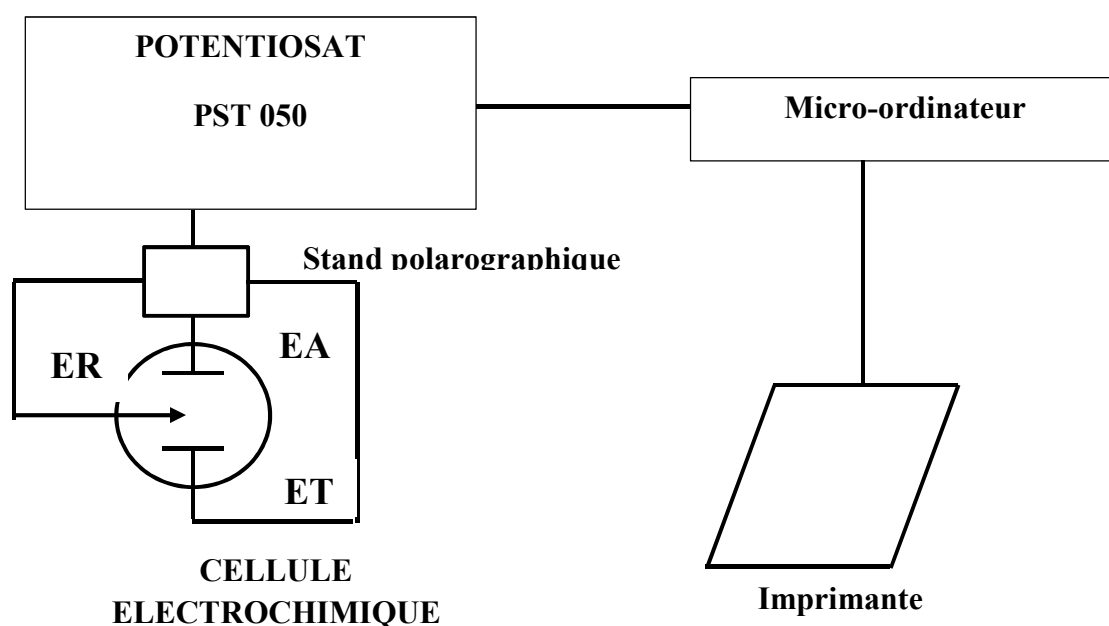 POTENTIOSAT
PST 050
Micro-ordinateur
Stand polarographique
ER
EA
ET
CELLULE
ELECTROCHIMIQUE
Imprimante